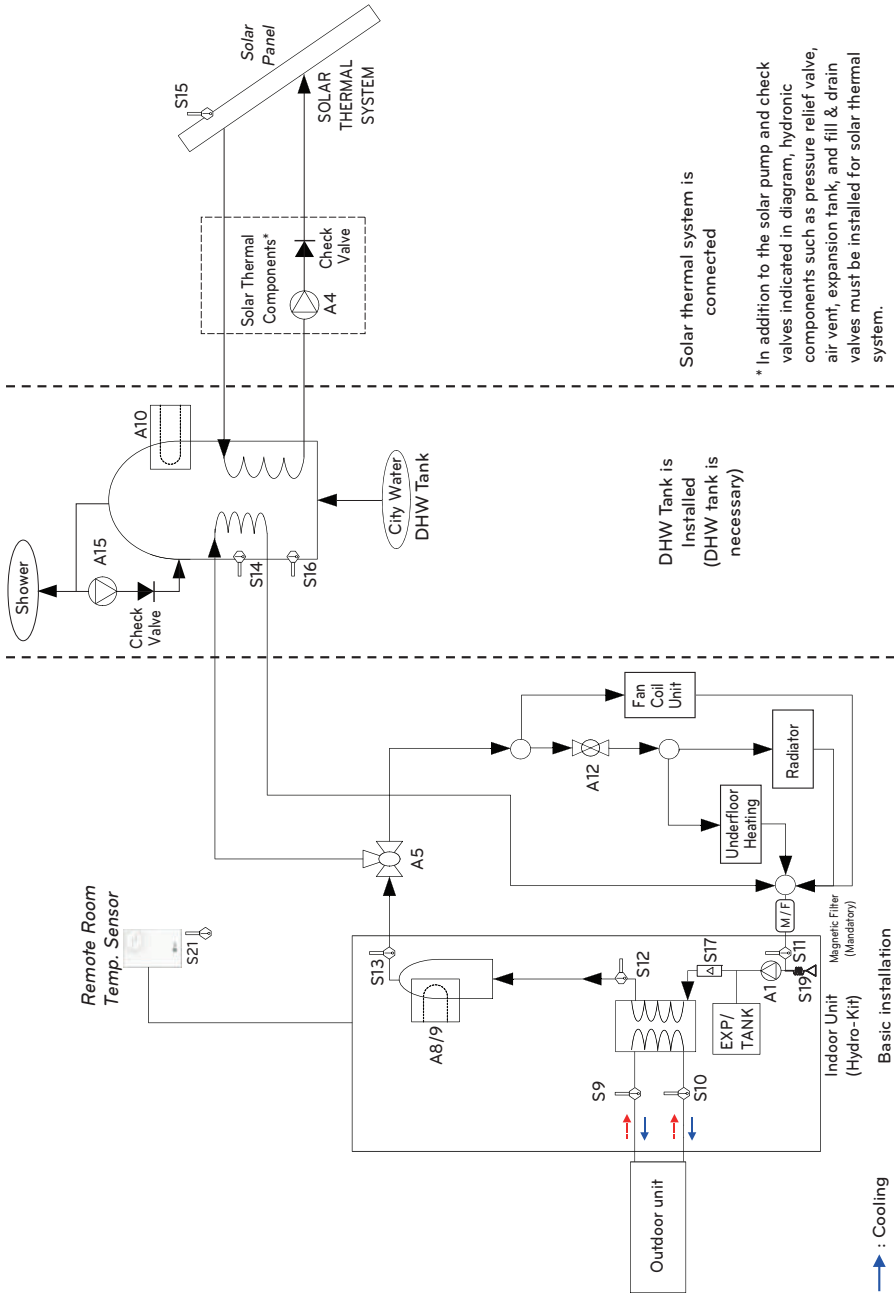 Remote Room
Temp. Sensor
S21
Outdoor unit
S9
S10
A8/9
S13
S12
EXP/
TANK
S17
A1
S19
S11
M / F
Magnetic Filter
(Mandatory)
Indoor Unit
(Hydro-Kit)
Basic installation
: Cooling
A5
A12
Fan
Coil
Unit
Underfloor
Heating
Radiator
Shower
A15
Check
Valve
A10
S14
S16
City Water
DHW Tank
DHW Tank is
Installed
(DHW tank is
necessary)
Solar Thermal
Components*
A4
Check
Valve
S15
Solar
Panel
SOLAR
THERMAL
SYSTEM
Solar thermal system is
connected
* In addition to the solar pump and check
valves indicated in diagram, hydronic
components such as pressure relief valve,
air vent, expansion tank, and fill & drain
valves must be installed for solar thermal
system.